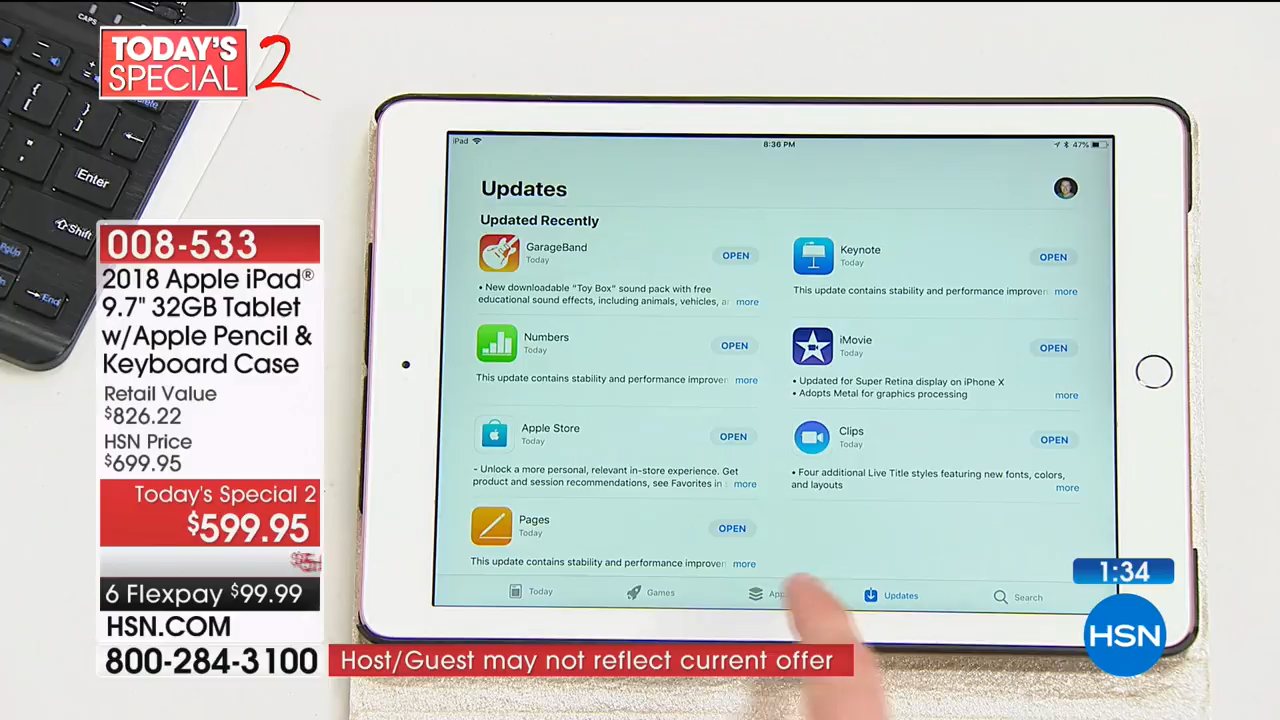 TODAY'S
SPECIAL 2
008-533
2018 Apple iPad®
9.7" 32GB Tablet
w/Apple Pencil &
Keyboard Case
Retail Value
$826.22
HSN Price
$699.95
Today's Special 2
$599.95
6 Flexpay $99.99
HSN.COM
800-284-3100
Host/Guest may not reflect current offer
1:34
HSN
CAPS
Enter
Shift
PgUp
End
iPad
8:36 PM
47%
Updates
Updated Recently
GarageBand
Today
OPEN
• New downloadable “Toy Box” sound pack with free
educational sound effects, including animals, vehicles, more
Keynote
Today
OPEN
This update contains stability and performance more
Numbers
Today
OPEN
This update contains stability and performance more
iMovie
Today
OPEN
• Updated for Super Retina display on iPhone X
• Adopts Metal for graphics processing
more
Apple Store
Today
OPEN
- Unlock a more personal, relevant in-store experience. Get
product and session recommendations, see Favorites in more
Clips
Today
OPEN
• Four additional Live Title styles featuring new fonts, colors,
and layouts
more
Pages
Today
OPEN
This update contains stability and performance more
Today
Games
Updates
Search